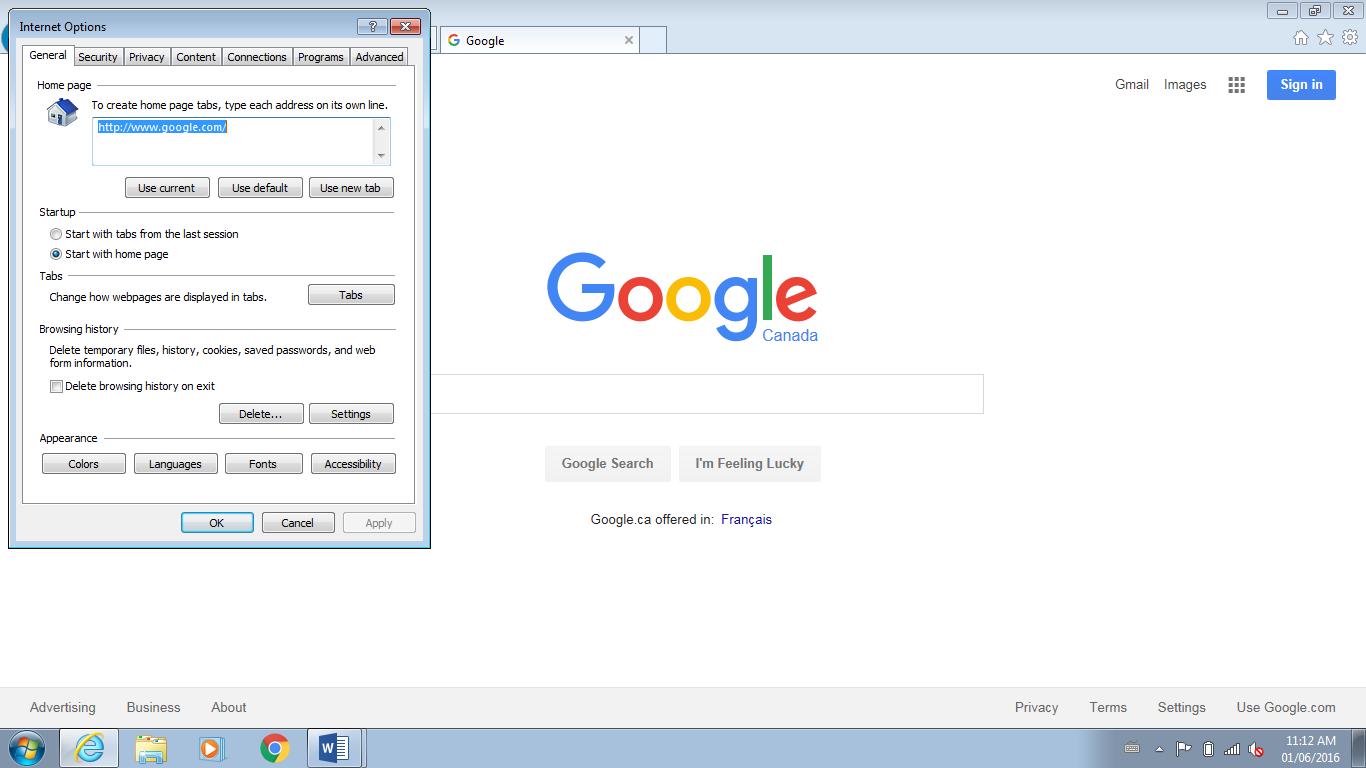 Internet Options
General Security Privacy Content Connections Programs Advanced
Home page
To create home page tabs, type each address on its own line.
http://www.google.com/
Use current Use default Use new tab
Startup
Start with tabs from the last session
Start with home page
Tabs
Change how webpages are displayed in tabs.
Tabs
Browsing history
Delete temporary files, history, cookies, saved passwords, and web
form information.
Delete browsing history on exit
Delete... Settings
Appearance
Colors Languages Fonts Accessibility
OK Cancel Apply
Google
Gmail Images Sign in
Google
Canada
Google Search I'm Feeling Lucky
Google.ca offered in: Français
Advertising Business About Privacy Terms Settings Use Google.com
11:12 AM
01/06/2016